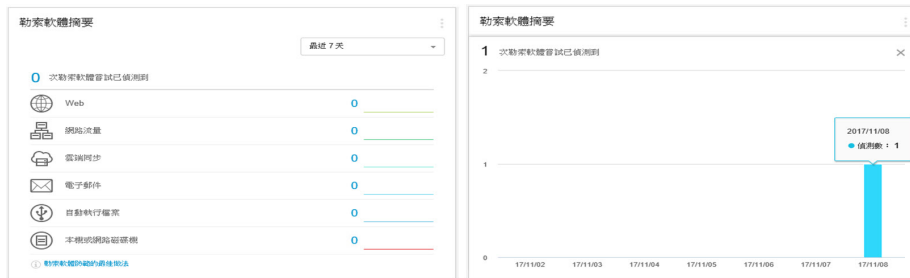 勒索軟體摘要
最近 7 天
0 次勒索軟體嘗試已偵測到
Web 0
網路流量 0
雲端同步 0
電子郵件 0
自動執行檔案 0
本機或網路磁碟機 0
勒索軟體防範的最佳做法
勒索軟體摘要
1 次勒索軟體嘗試已偵測到
2
2017/11/08
偵測數： 1
1
0
17/11/02 17/11/03 17/11/04 17/11/05 17/11/06 17/11/07 17/11/08